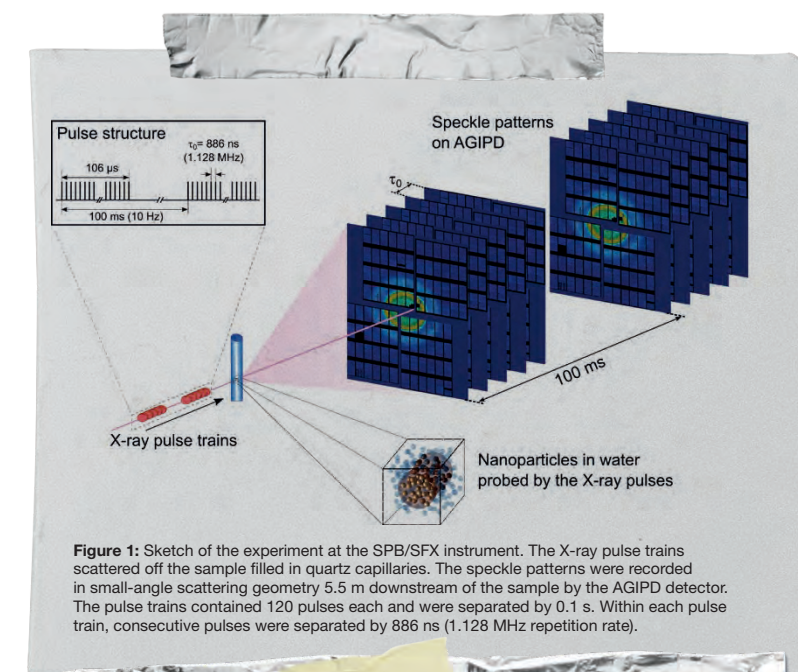 Pulse structure
τ₀= 886 ns
(1.128 MHz)
106 µs
100 ms (10 Hz)
Speckle patterns
on AGIPD
τ₀
100 ms
X-ray pulse trains
Nanoparticles in water
probed by the X-ray pulses
Figure 1: Sketch of the experiment at the SPB/SFX instrument. The X-ray pulse trains
scattered off the sample filled in quartz capillaries. The speckle patterns were recorded
in small-angle scattering geometry 5.5 m downstream of the sample by the AGIPD detector.
The pulse trains contained 120 pulses each and were separated by 0.1 s. Within each pulse
train, consecutive pulses were separated by 886 ns (1.128 MHz repetition rate).